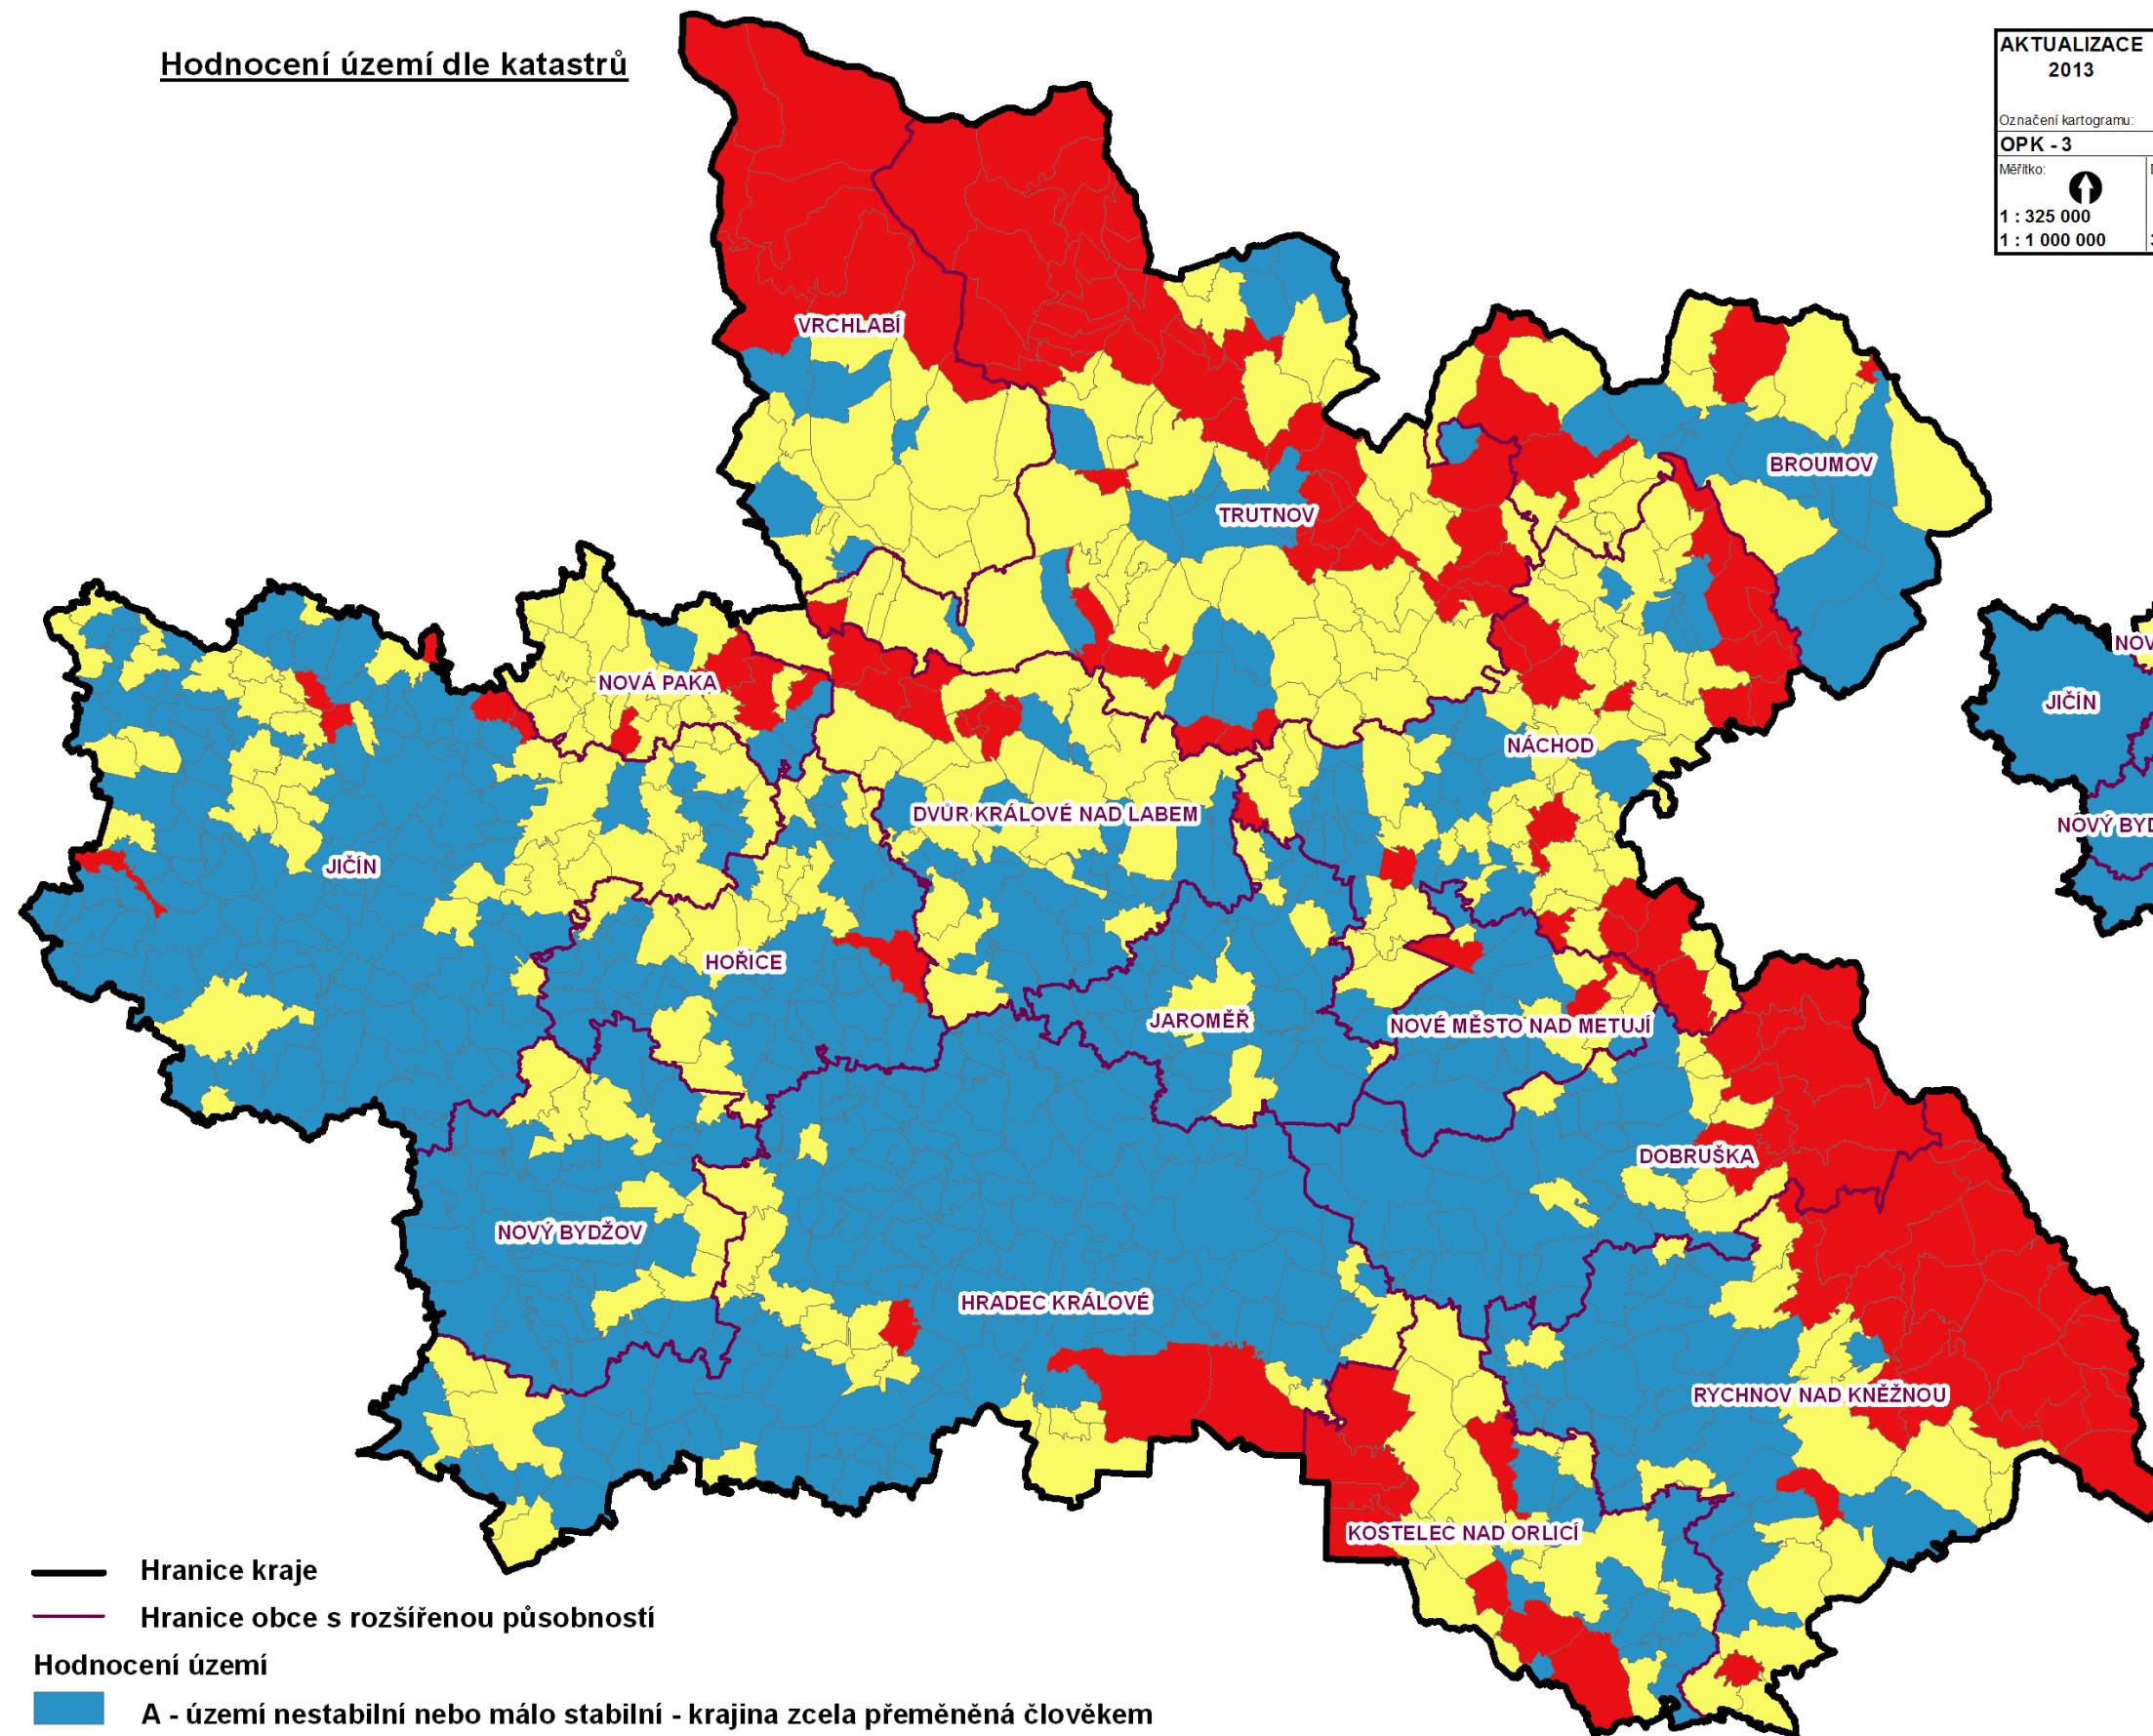 Hodnocení území dle katastrů
AKTUALIZACE
2013
Označení kartogramu:
OPK - 3
Měřítko:
1 : 325 000
1 : 1 000 000
VRCHLABÍ
BROUMOV
TRUTNOV
NOVÁ PAKA
JIČÍN
NÁCHOD
DVŮR KRÁLOVÉ NAD LABEM
JIČÍN
HOŘICE
JAROMĚŘ
NOVÉ MĚSTO NAD METUJÍ
DOBRUŠKA
NOVÝ BYDŽOV
HRADEC KRÁLOVÉ
RYCHNOV NAD KNĚŽNOU
KOSTELEC NAD ORLICÍ
Hranice kraje
Hranice obce s rozšířenou působností
Hodnocení území
A - území nestabilní nebo málo stabilní - krajina zcela přeměněná člověkem